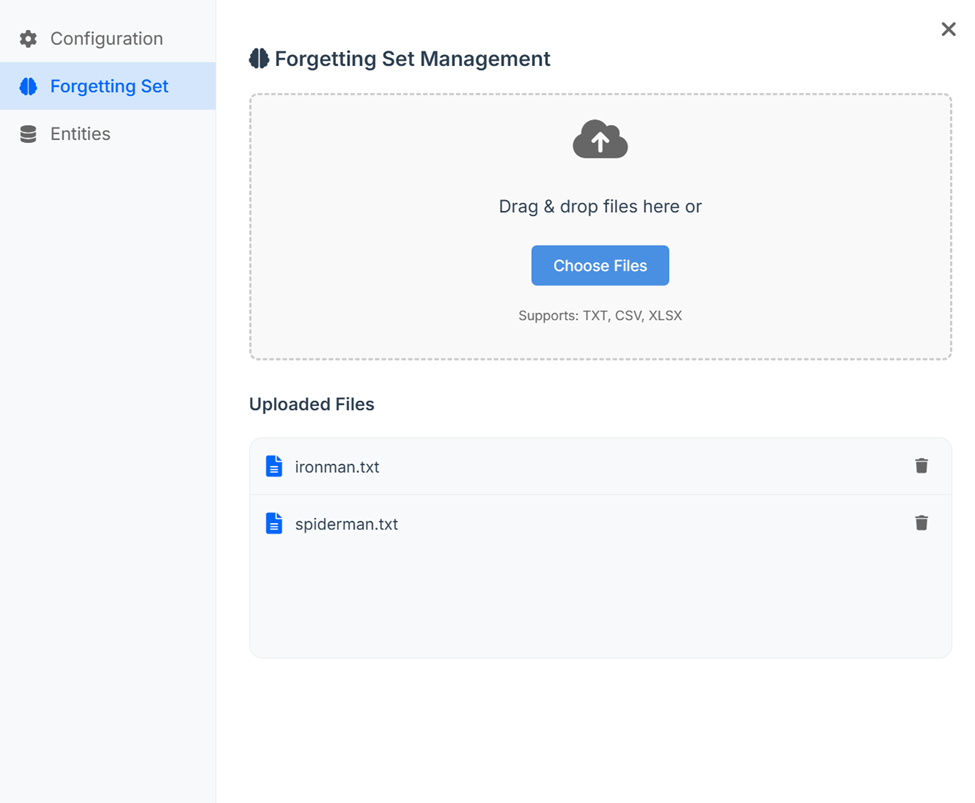 Configuration
Forgetting Set
Entities
Forgetting Set Management
Drag & drop files here or
Choose Files
Supports: TXT, CSV, XLSX
Uploaded Files
ironman.txt
spiderman.txt